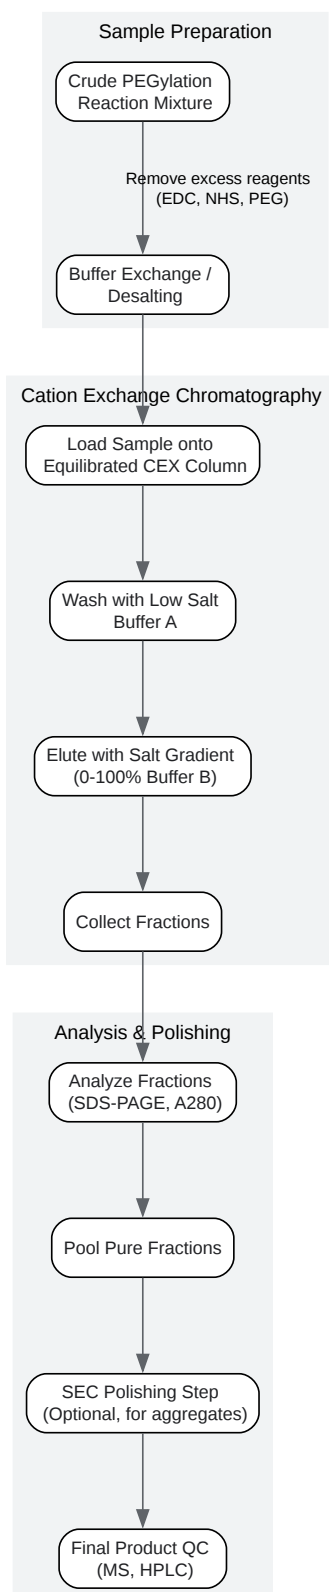 Sample Preparation
Crude PEGylation
Reaction Mixture
Remove excess reagents
(EDC, NHS, PEG)
Buffer Exchange /
Desalting
Cation Exchange Chromatography
Load Sample onto
Equilibrated CEX Column
Wash with Low Salt
Buffer A
Elute with Salt Gradient
(0-100% Buffer B)
Collect Fractions
Analysis & Polishing
Analyze Fractions
(SDS-PAGE, A280)
Pool Pure Fractions
SEC Polishing Step
(Optional, for aggregates)
Final Product QC
(MS, HPLC)